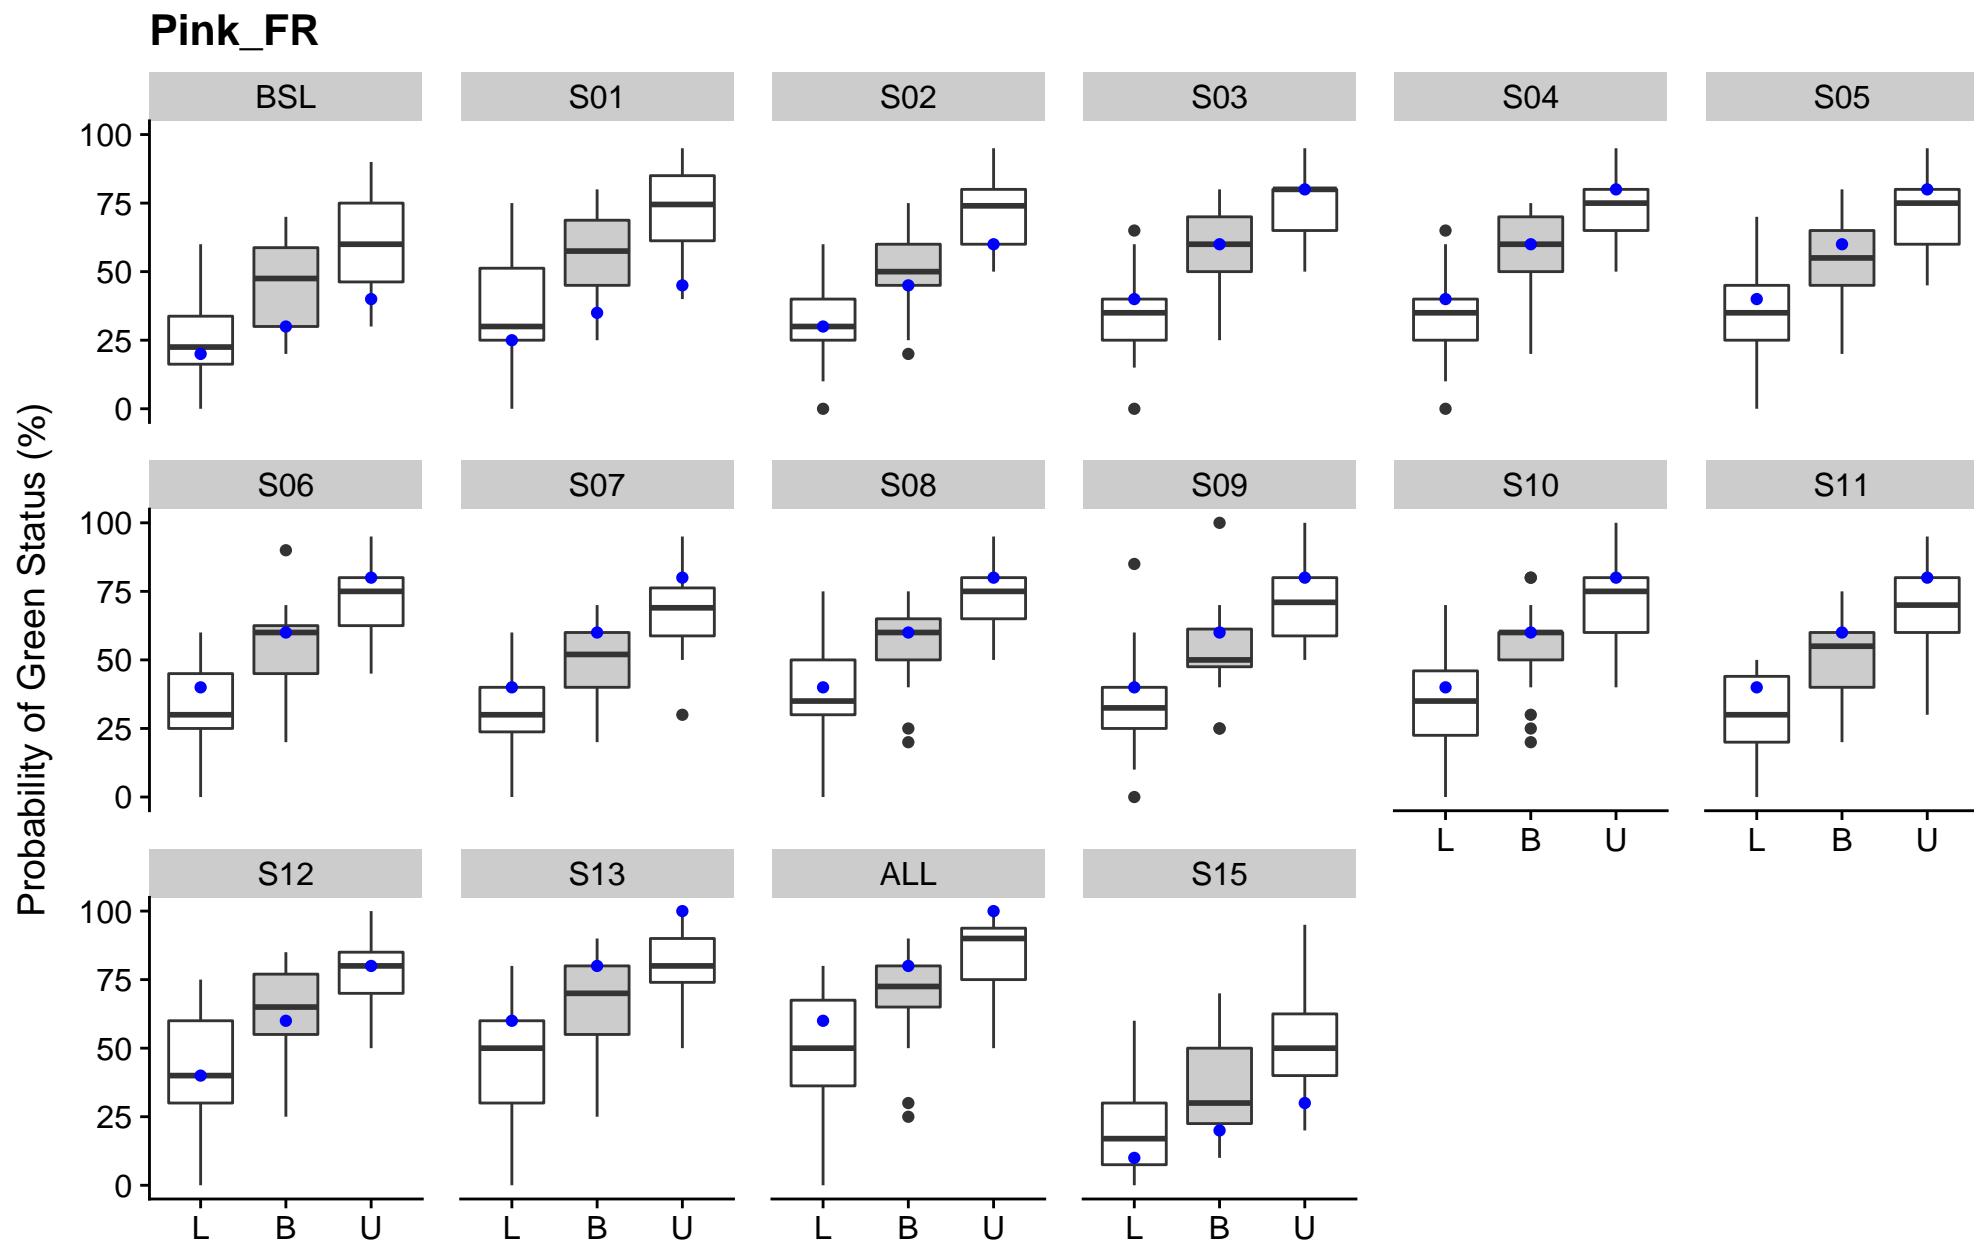 Pink_FR
BSL S01 S02 S03 S04 S05
100
75
50
25
0
Probability of Green Status (%)
S06 S07 S08 S09 S10 S11
100
75
50
25
0
L B U L B U
S12 S13 ALL S15
100
75
50
25
0
L B U L B U L B U L B U